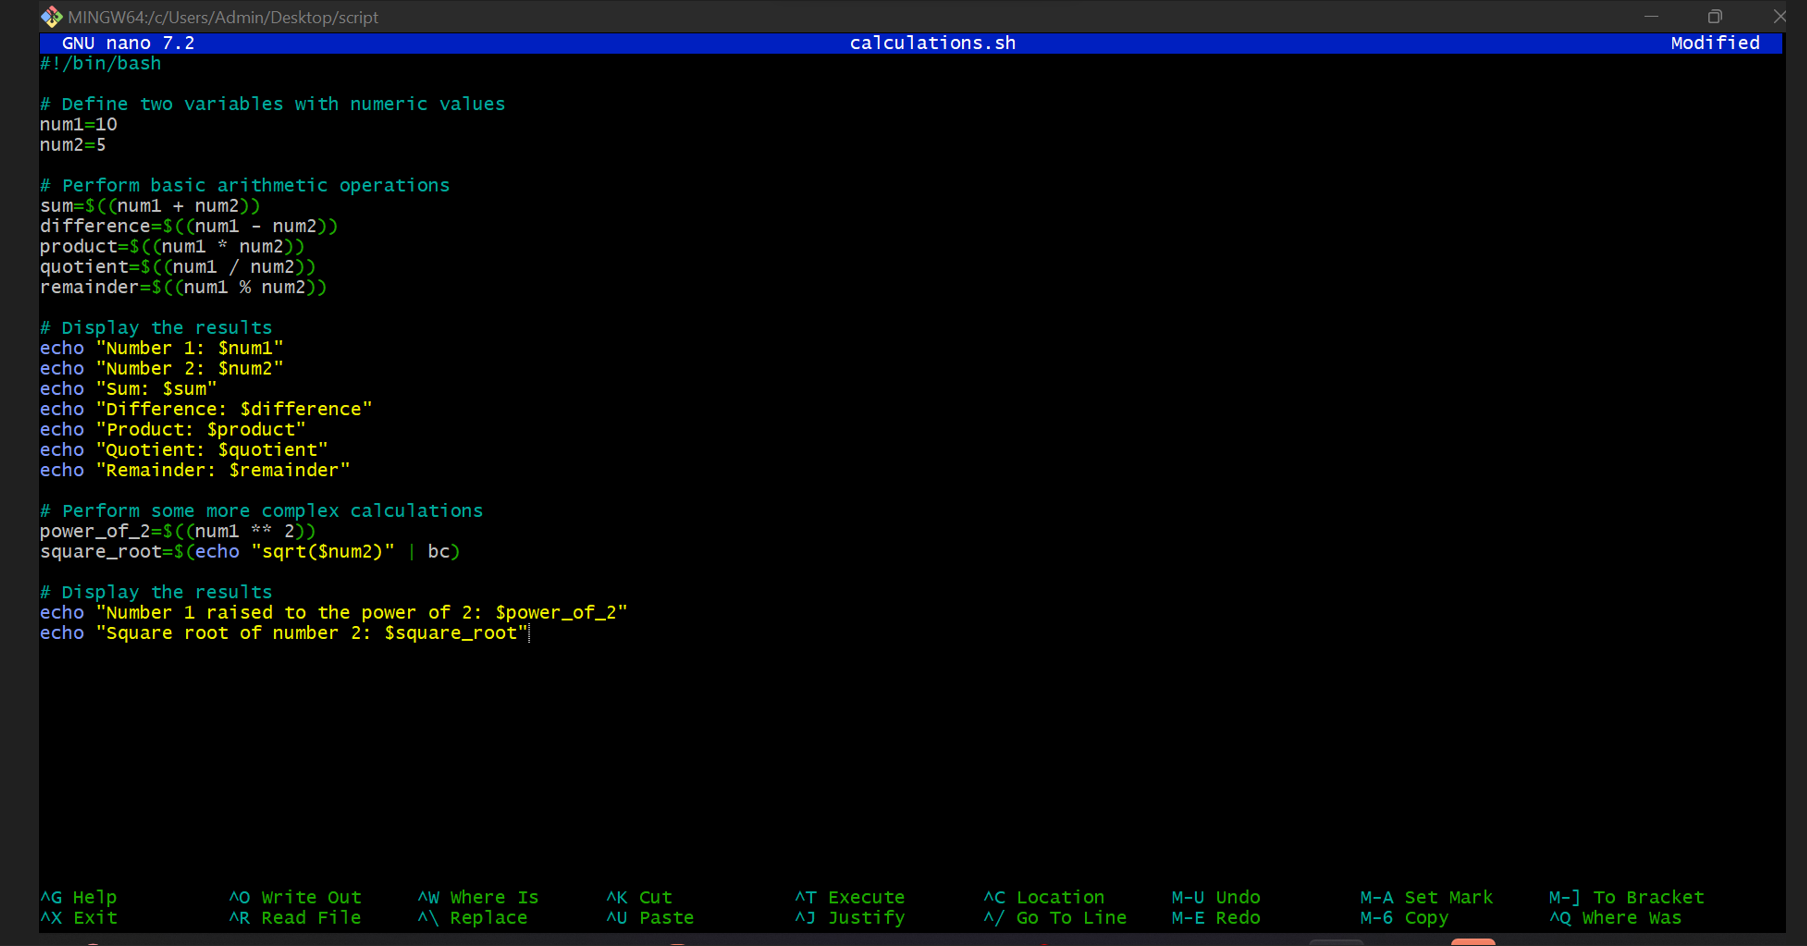 MINGW64:/c/Users/Admin/Desktop/script
GNU nano 7.2 calculations.sh Modified
#!/bin/bash
# Define two variables with numeric values
num1=10
num2=5
# Perform basic arithmetic operations
sum=$((num1 + num2))
difference=$((num1 - num2))
product=$((num1 * num2))
quotient=$((num1 / num2))
remainder=$((num1 % num2))
# Display the results
echo "Number 1: $num1"
echo "Number 2: $num2"
echo "Sum: $sum"
echo "Difference: $difference"
echo "Product: $product"
echo "Quotient: $quotient"
echo "Remainder: $remainder"
# Perform some more complex calculations
power_of_2=$((num1 ** 2))
square_root=$(echo "sqrt($num2)" | bc)
# Display the results
echo "Number 1 raised to the power of 2: $power_of_2"
echo "Square root of number 2: $square_root"
^G Help ^O Write Out ^W Where Is ^K Cut ^T Execute ^C Location M-U Undo M-A Set Mark M-] To Bracket
^X Exit ^R Read File ^\ Replace ^U Paste ^J Justify ^/ Go To Line M-E Redo M-6 Copy ^Q Where Was